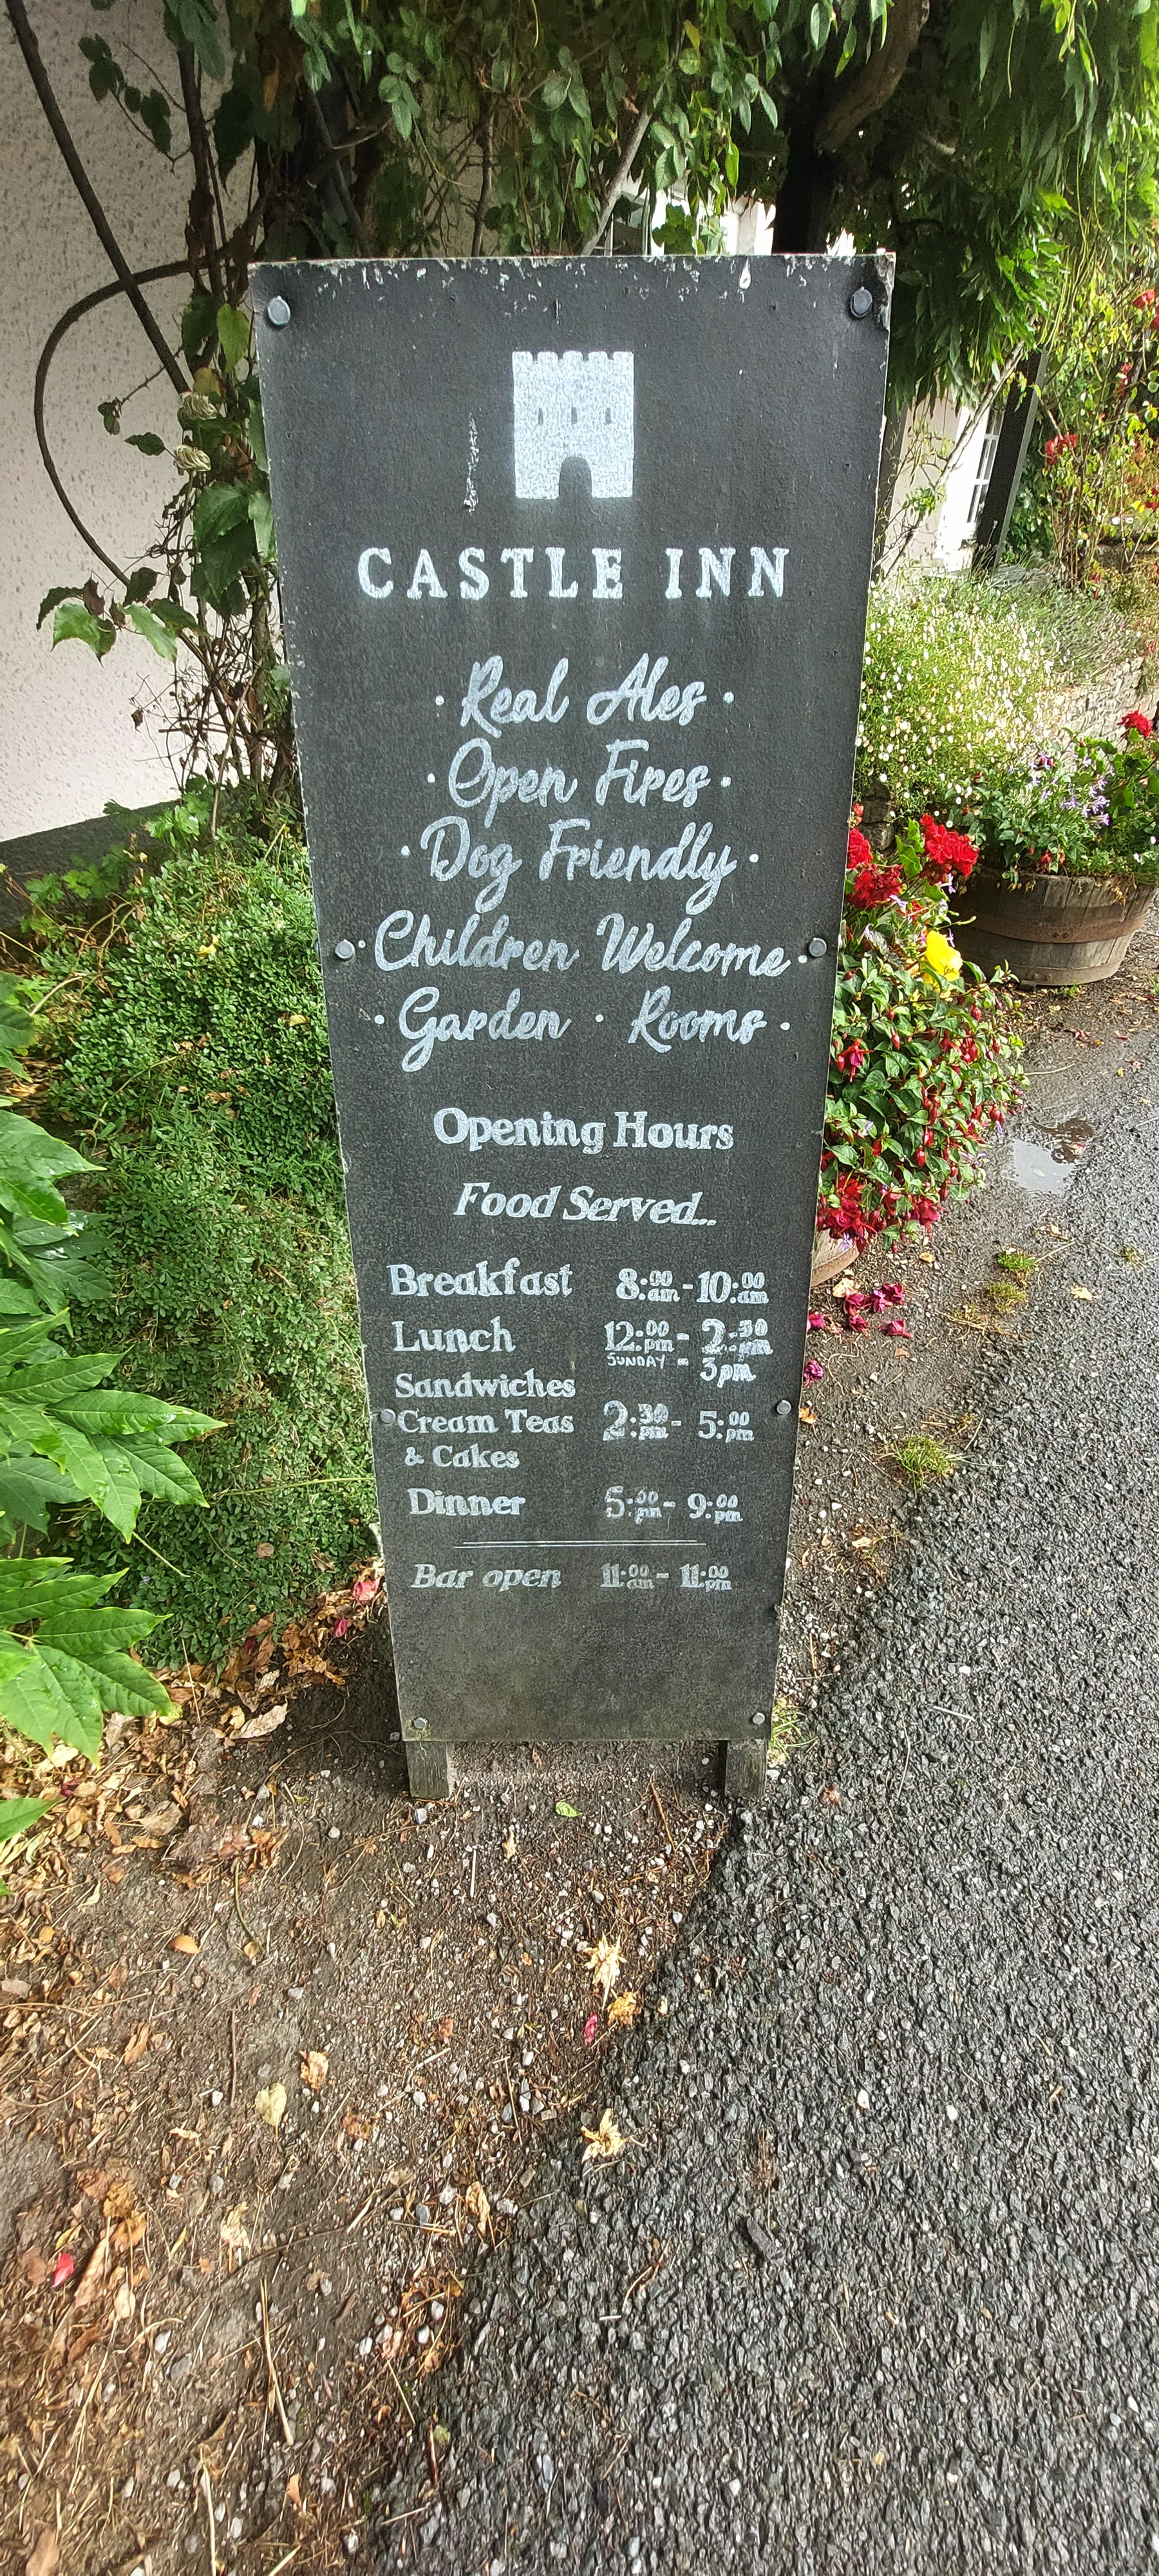 CASTLE INN
· Real Ales ·
· Open Fires ·
· Dog Friendly ·
· Children Welcome ·
· Garden · Rooms ·
Opening Hours
Food Served...
Breakfast 8:00am - 10:00am
Lunch 12:00pm - 2:30pm
SUNDAY - 3pm
Sandwiches
Cream Teas 2:30pm - 5:00pm
& Cakes
Dinner 5:00pm - 9:00pm
Bar open 11:00am - 11:00pm